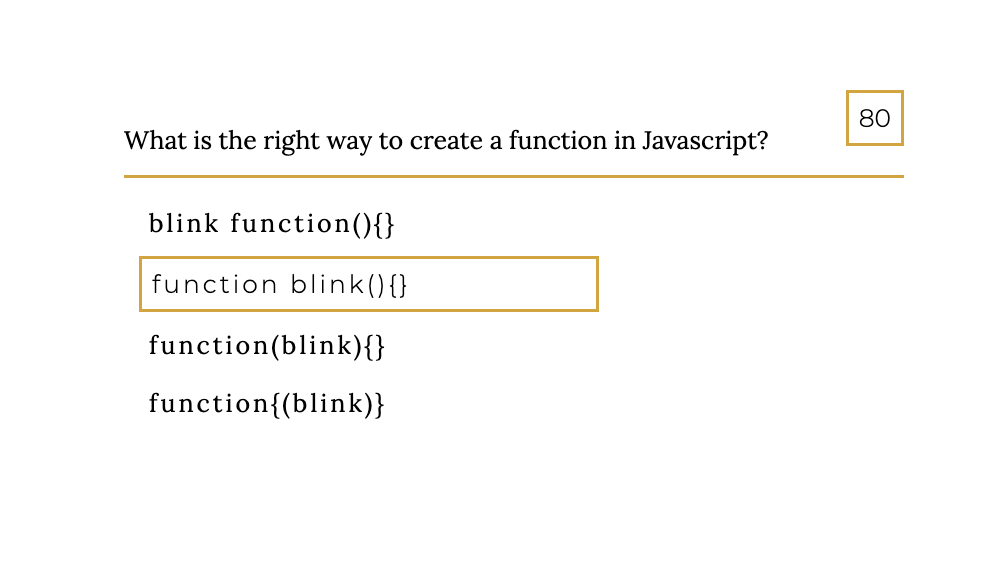 80
What is the right way to create a function in Javascript?
blink function(){}
function blink(){}
function(blink){}
function{(blink)}